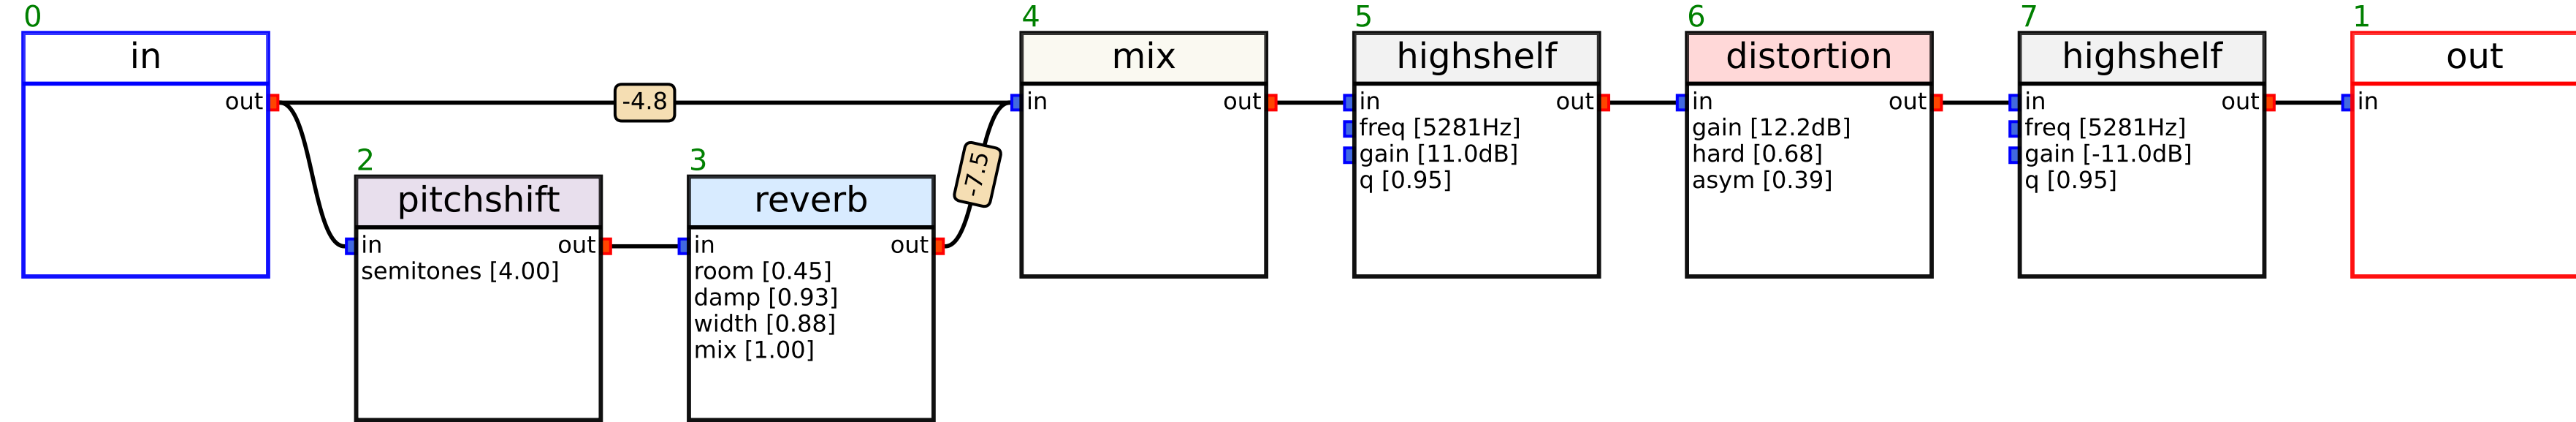 0
in
out
-4.8
2
pitchshift
in
out
semitones [4.00]
3
reverb
in
out
room [0.45]
damp [0.93]
width [0.88]
mix [1.00]
-7.5
4
mix
in
out
5
highshelf
in
out
freq [5281Hz]
gain [11.0dB]
q [0.95]
6
distortion
in
out
gain [12.2dB]
hard [0.68]
asym [0.39]
7
highshelf
in
out
freq [5281Hz]
gain [-11.0dB]
q [0.95]
1
out
in